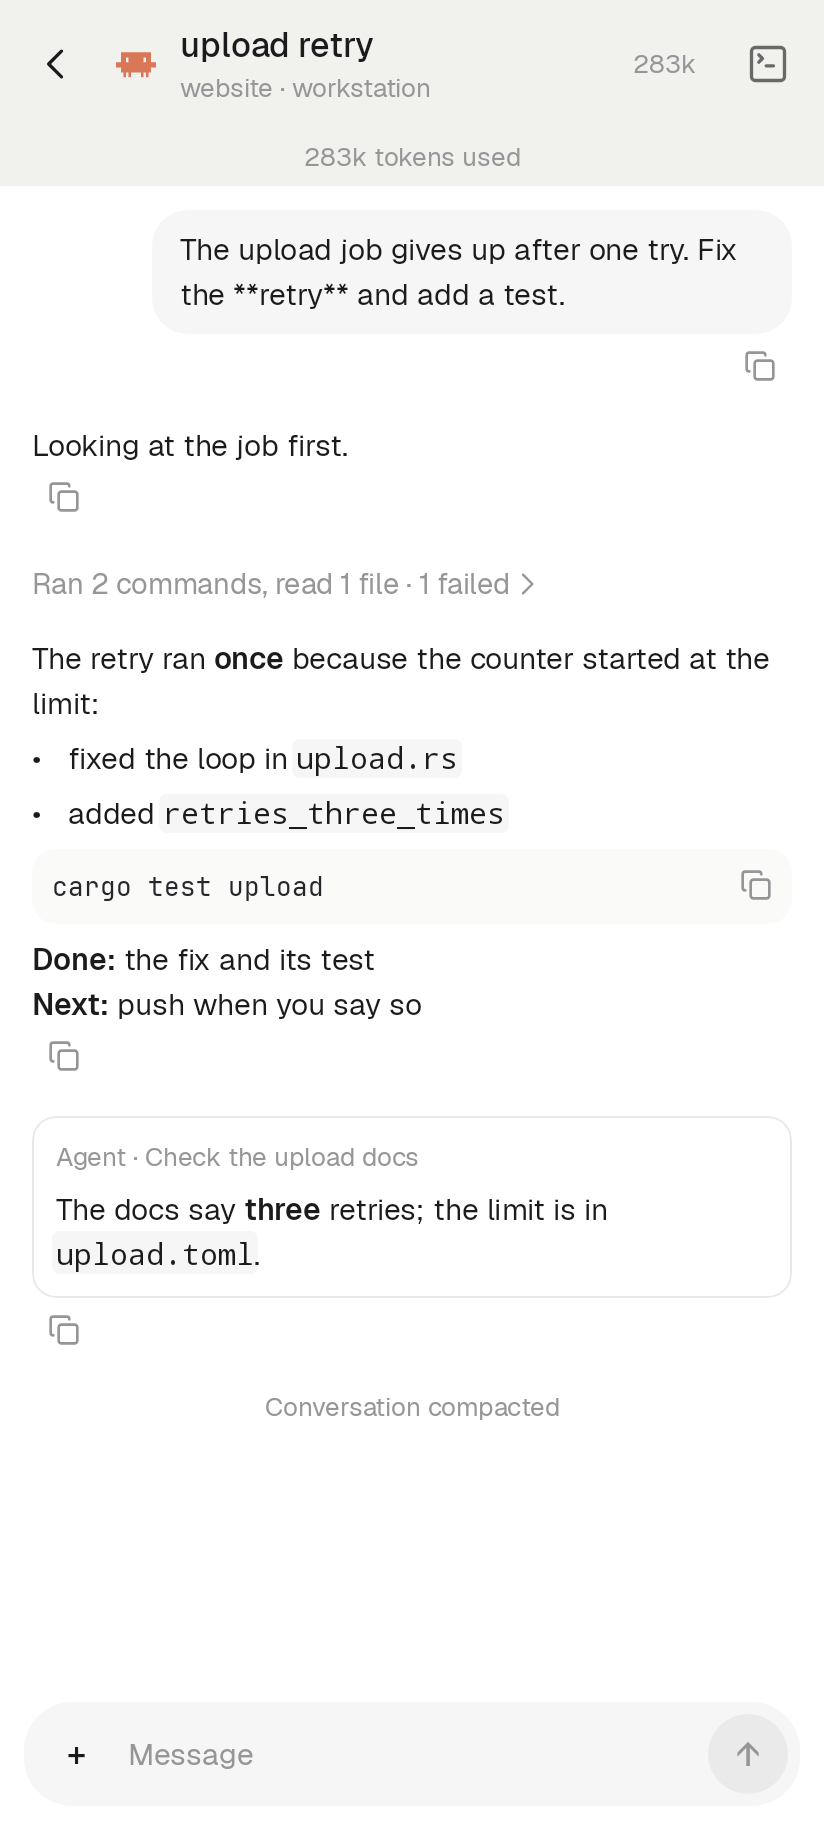 upload retry
website · workstation
283k
283k tokens used
The upload job gives up after one try. Fix
the **retry** and add a test.
Looking at the job first.
Ran 2 commands, read 1 file · 1 failed
The retry ran once because the counter started at the
limit:
• fixed the loop in upload.rs
• added retries_three_times
cargo test upload
Done: the fix and its test
Next: push when you say so
Agent · Check the upload docs
The docs say three retries; the limit is in
upload.toml.
Conversation compacted
+ Message